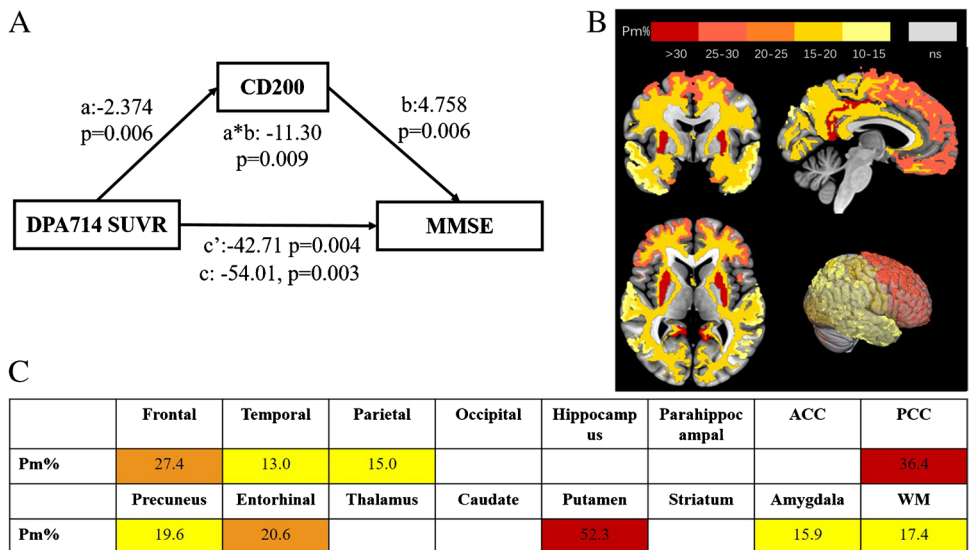 A
CD200
a:-2.374
p=0.006
b:4.758
p=0.006
a*b: -11.30
p=0.009
DPA714 SUVR
MMSE
c’:-42.71 p=0.004
c: -54.01, p=0.003
B
Pm%
>30 25-30 20-25 15-20 10-15 ns
C
Frontal Temporal Parietal Occipital Hippocamp
us Parahippoc
ampal ACC PCC
Pm% 27.4 13.0 15.0 36.4
Precuneus Entorhinal Thalamus Caudate Putamen Striatum Amygdala WM
Pm% 19.6 20.6 52.3 15.9 17.4